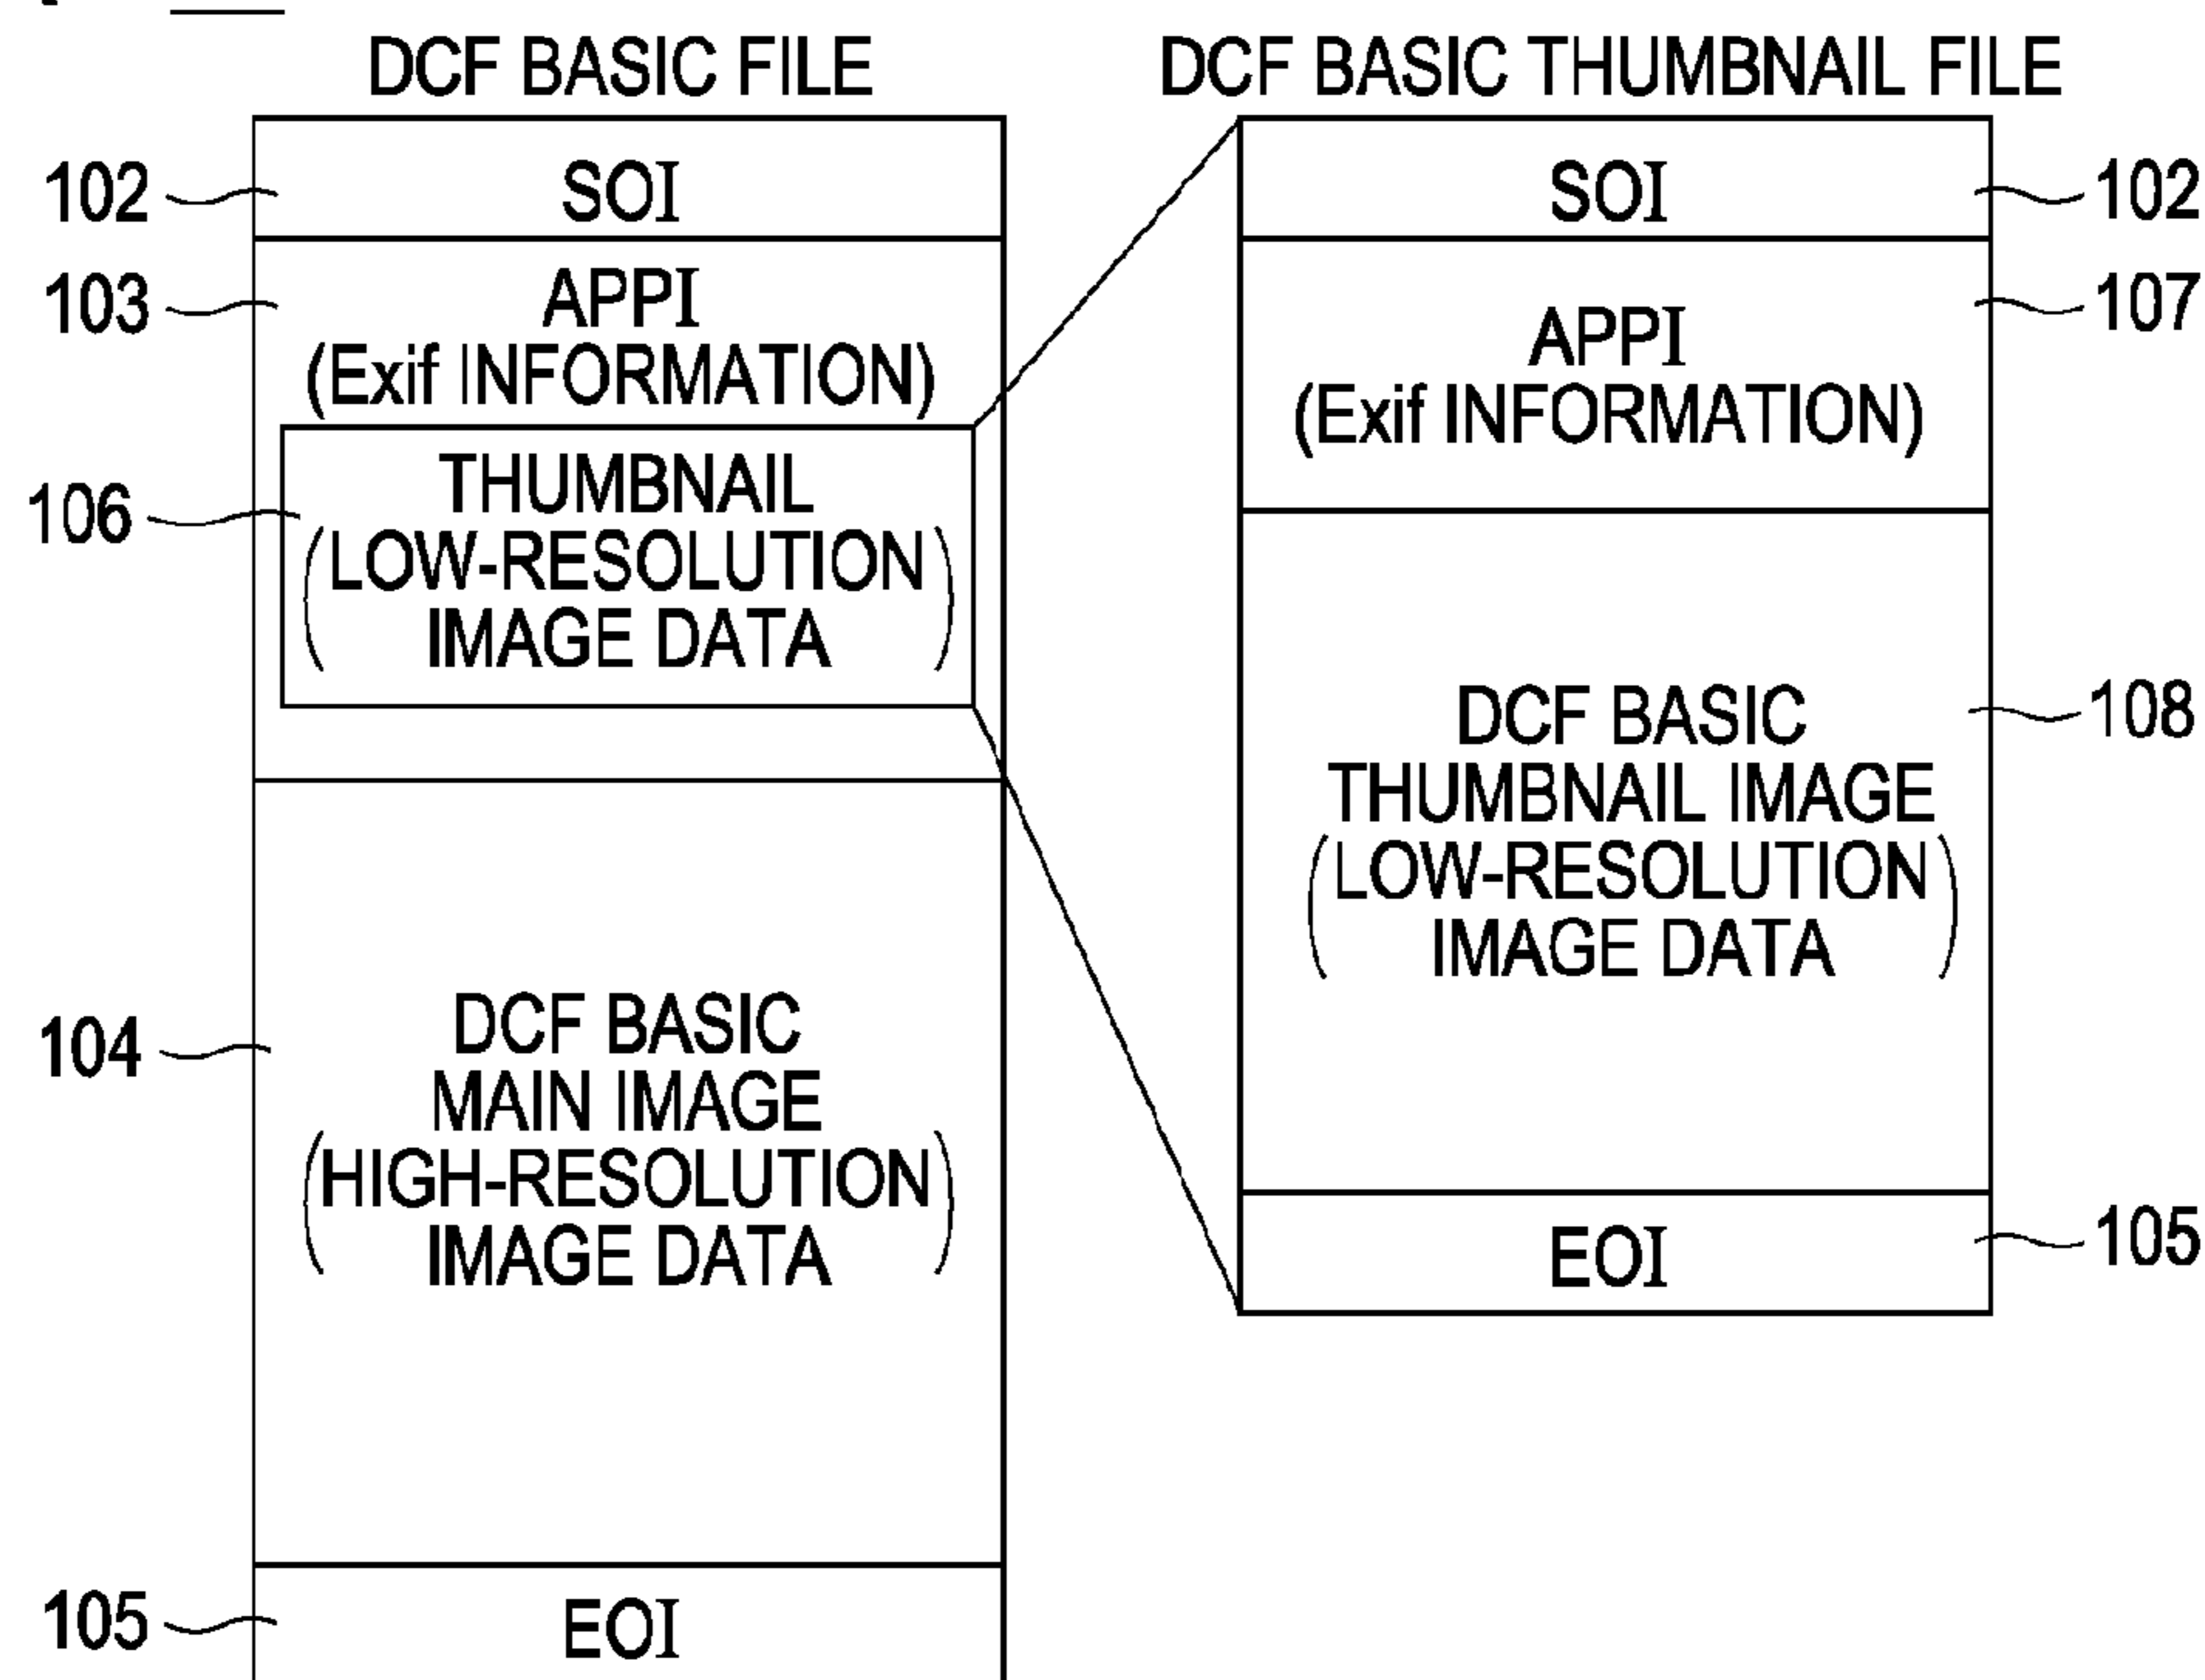 DCF BASIC FILE
102
SOI
103
APPI
(Exif INFORMATION)
106
THUMBNAIL
(LOW-RESOLUTION
IMAGE DATA)
104
DCF BASIC
MAIN IMAGE
(HIGH-RESOLUTION
IMAGE DATA)
105
EOI
DCF BASIC THUMBNAIL FILE
SOI
102
APPI
(Exif INFORMATION)
107
DCF BASIC
THUMBNAIL IMAGE
(LOW-RESOLUTION
IMAGE DATA)
108
EOI
105